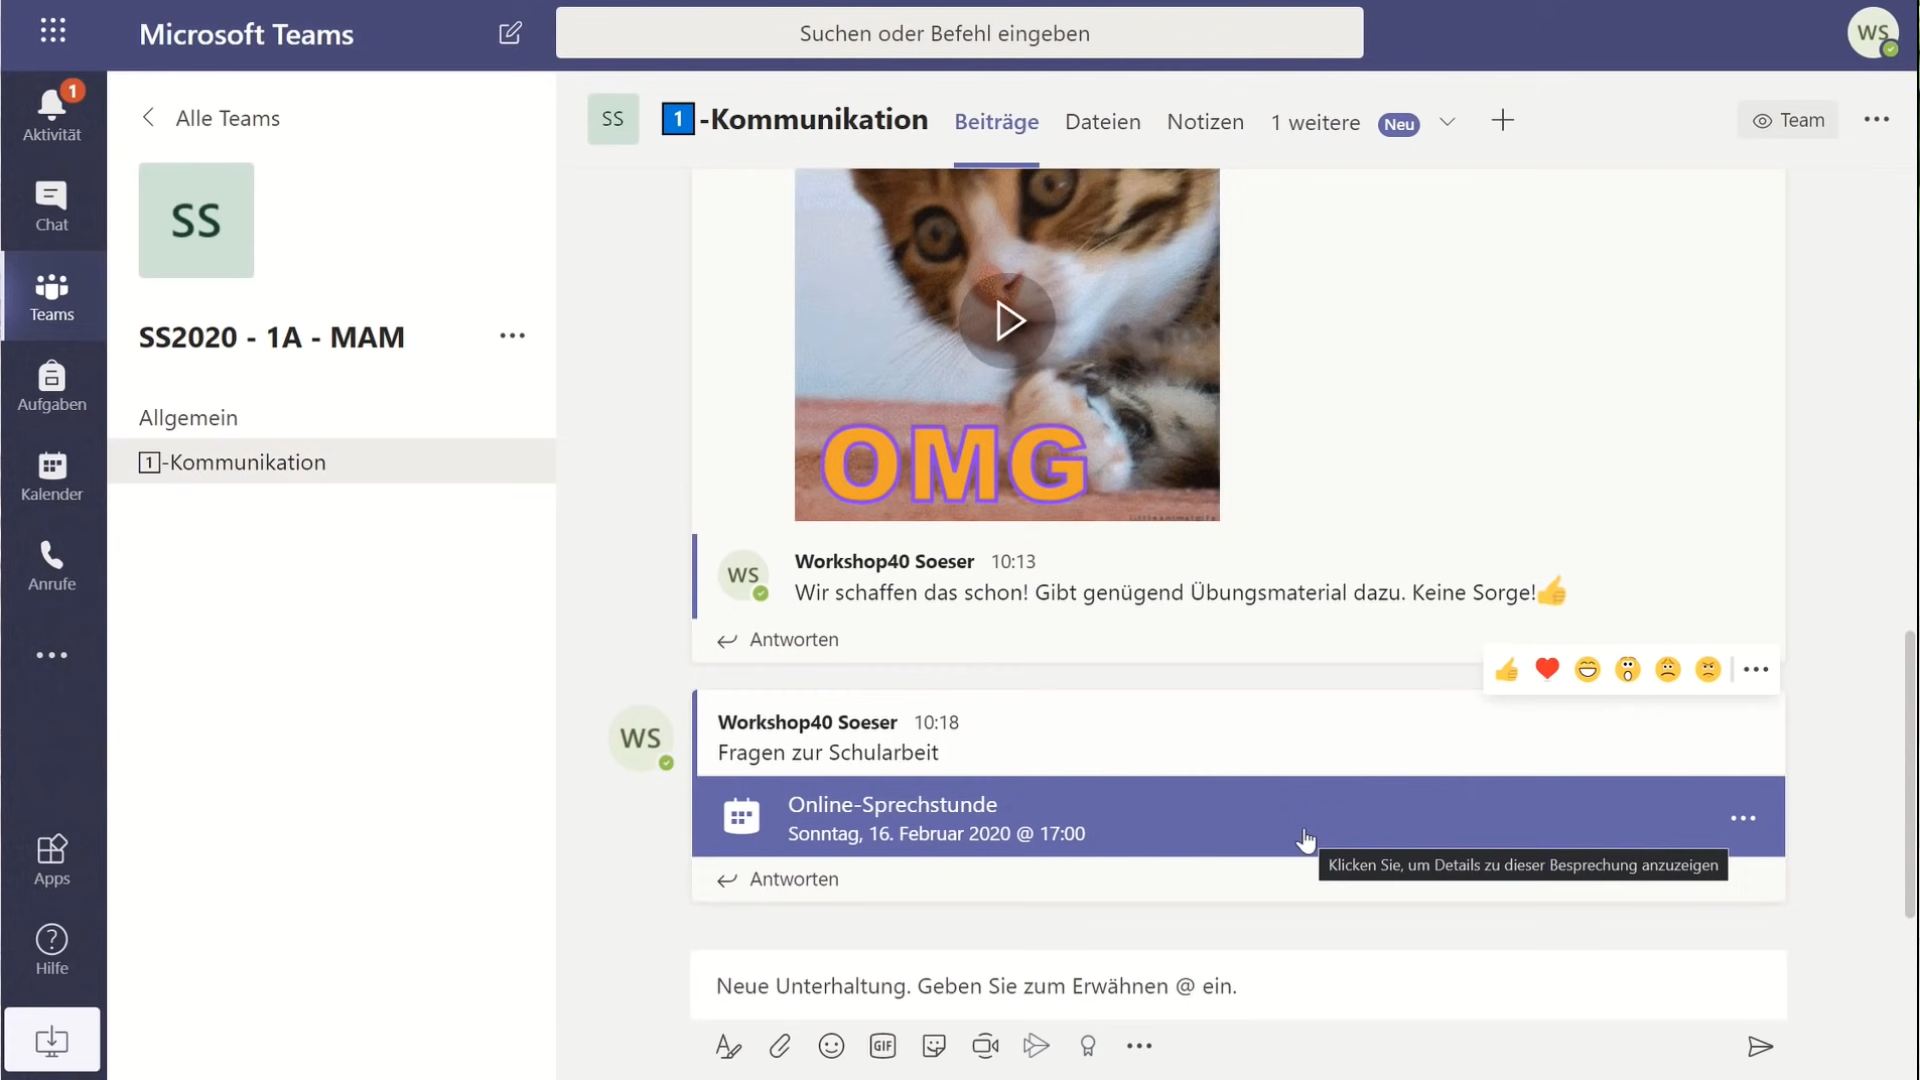 Microsoft Teams
Suchen oder Befehl eingeben
WS
1
Aktivität
Chat
Teams
Aufgaben
Kalender
Anrufe
Apps
Hilfe
Alle Teams
SS
SS2020 - 1A - MAM
Allgemein
1-Kommunikation
SS
1-Kommunikation
Beiträge
Dateien
Notizen
1 weitere
Neu
Team
OMG
WS
Workshop40 Soeser 10:13
Wir schaffen das schon! Gibt genügend Übungsmaterial dazu. Keine Sorge!👍
Antworten
WS
Workshop40 Soeser 10:18
Fragen zur Schularbeit
Online-Sprechstunde
Sonntag, 16. Februar 2020 @ 17:00
Klicken Sie, um Details zu dieser Besprechung anzuzeigen
Antworten
Neue Unterhaltung. Geben Sie zum Erwähnen @ ein.
GIF